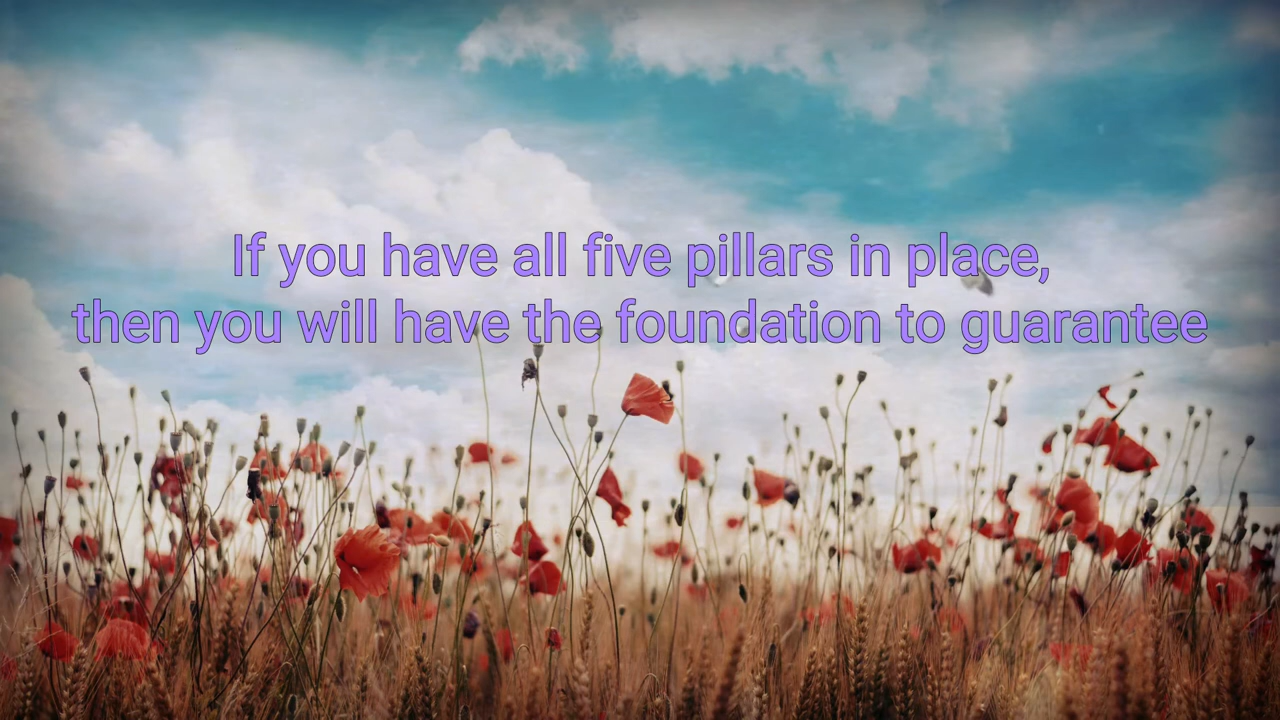 If you have all five pillars in place,
then you will have the foundation to guarantee